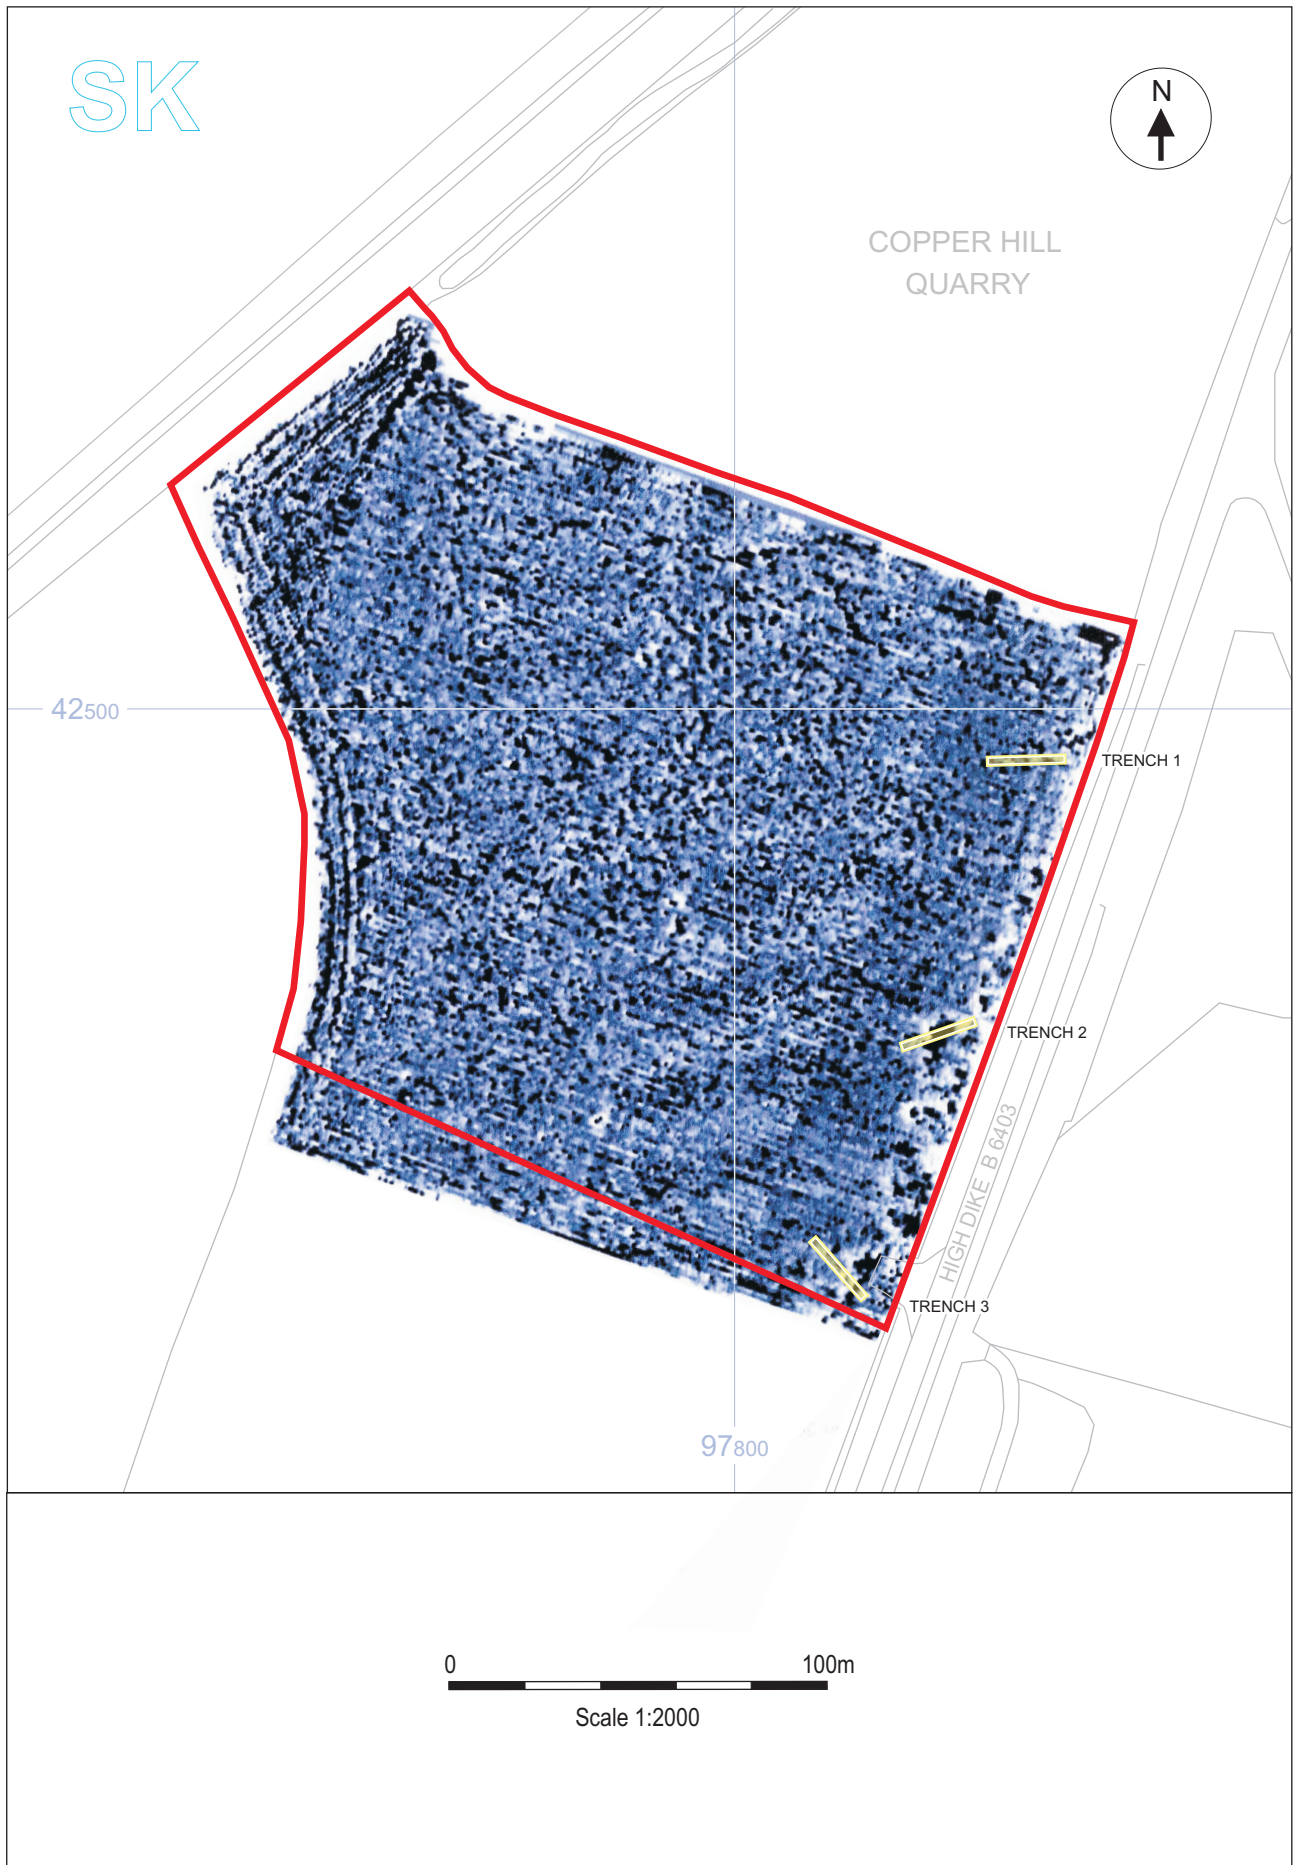 SK
N
COPPER HILL
QUARRY
42500
TRENCH 1
TRENCH 2
HIGH DIKE B 6403
TRENCH 3
97800
0 100m
Scale 1:2000